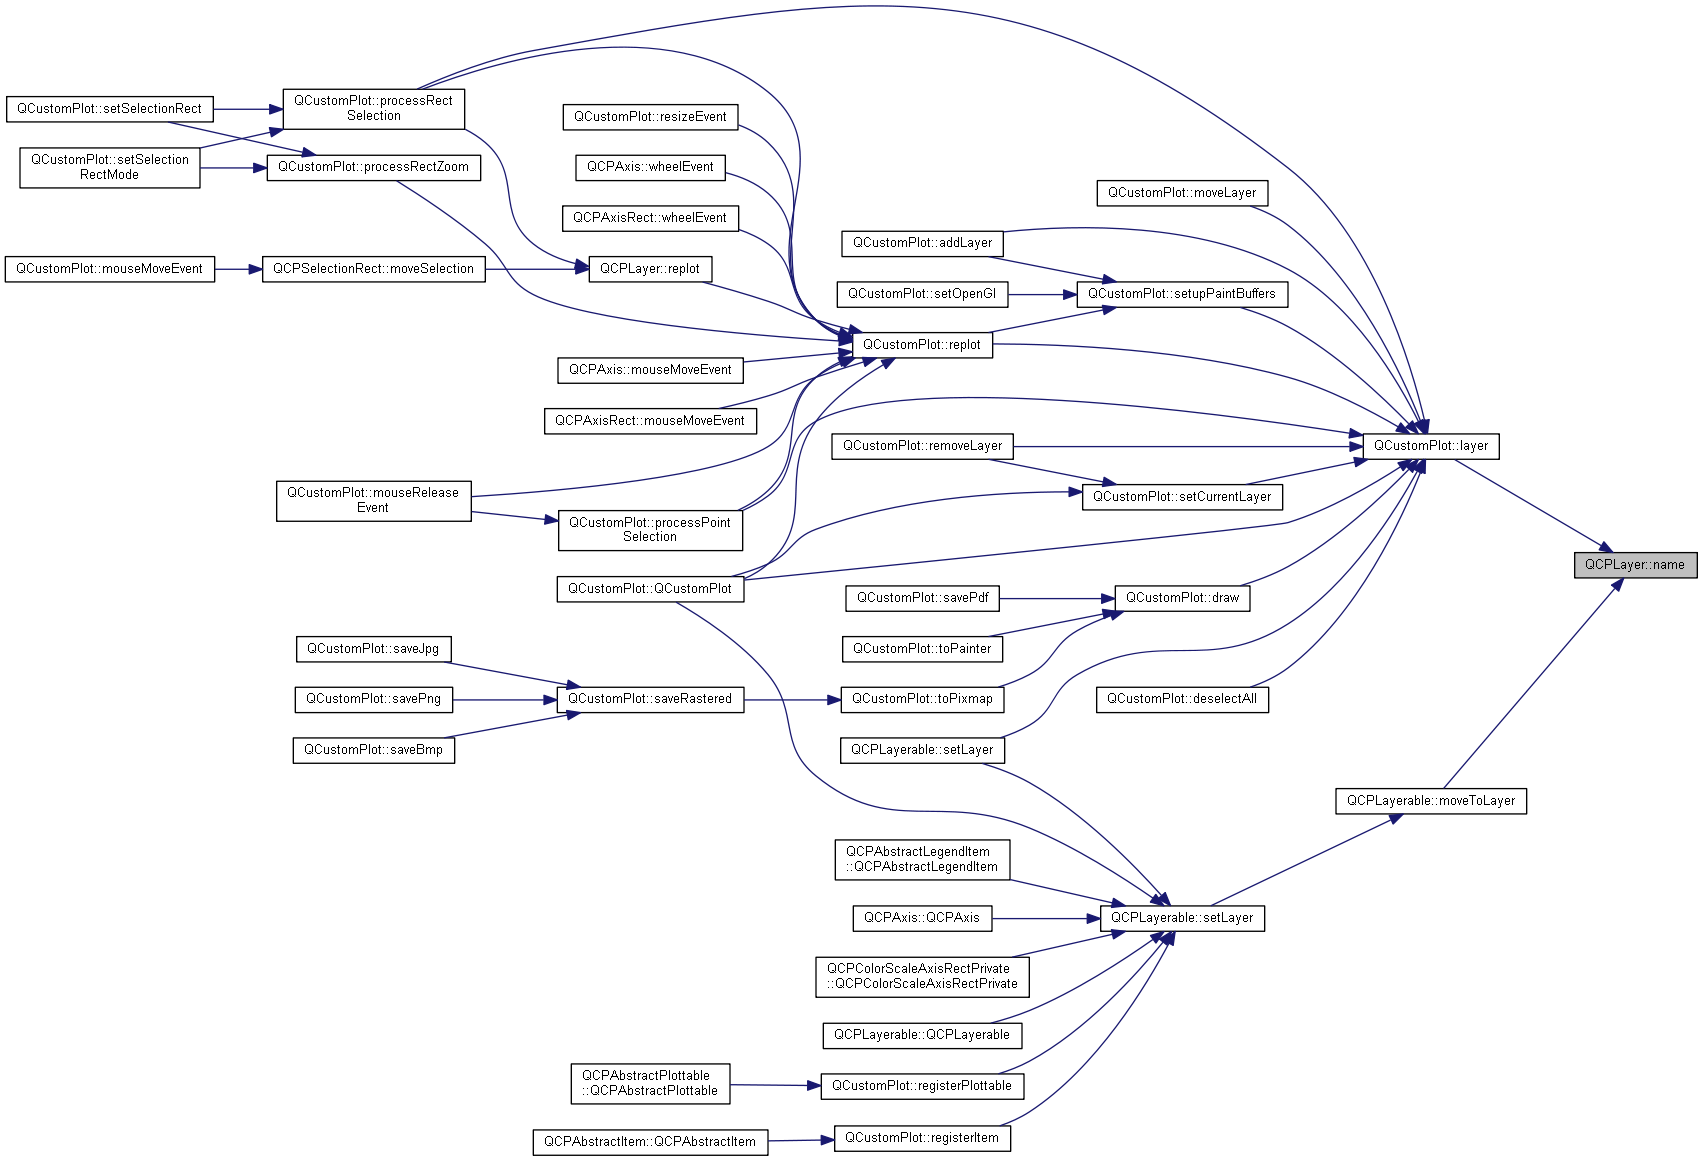 QCustomPlot::processRect
Selection
QCustomPlot::setSelectionRect
QCustomPlot::resizeEvent
QCustomPlot::setSelection
RectMode
QCustomPlot::processRectZoom
QCPAxis::wheelEvent
QCustomPlot::moveLayer
QCPAxisRect::wheelEvent
QCustomPlot::addLayer
QCustomPlot::mouseMoveEvent
QCPSelectionRect::moveSelection
QCPLayer::replot
QCustomPlot::setOpenGl
QCustomPlot::setupPaintBuffers
QCustomPlot::replot
QCPAxis::mouseMoveEvent
QCPAxisRect::mouseMoveEvent
QCustomPlot::removeLayer
QCustomPlot::layer
QCustomPlot::mouseRelease
Event
QCustomPlot::setCurrentLayer
QCustomPlot::processPoint
Selection
QCPLayer::name
QCustomPlot::QCustomPlot
QCustomPlot::savePdf
QCustomPlot::draw
QCustomPlot::saveJpg
QCustomPlot::toPainter
QCustomPlot::savePng
QCustomPlot::saveRastered
QCustomPlot::toPixmap
QCustomPlot::deselectAll
QCustomPlot::saveBmp
QCPLayerable::setLayer
QCPLayerable::moveToLayer
QCPAbstractLegendItem
::QCPAbstractLegendItem
QCPAxis::QCPAxis
QCPLayerable::setLayer
QCPColorScaleAxisRectPrivate
::QCPColorScaleAxisRectPrivate
QCPLayerable::QCPLayerable
QCPAbstractPlottable
::QCPAbstractPlottable
QCustomPlot::registerPlottable
QCPAbstractItem::QCPAbstractItem
QCustomPlot::registerItem